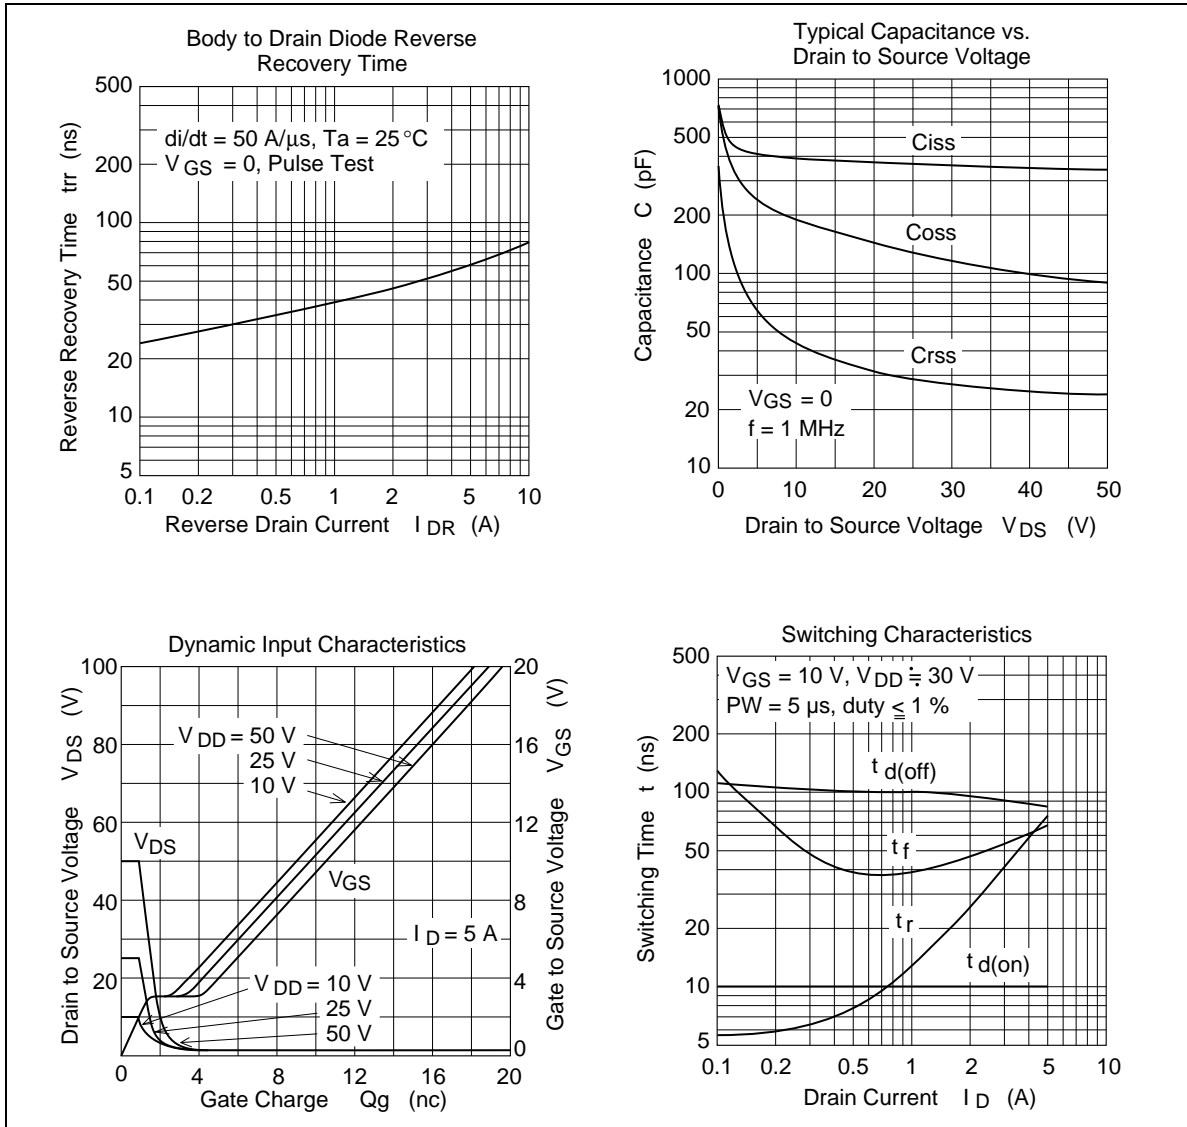 Body to Drain Diode Reverse
Recovery Time
500
200
100
50
20
10
5
Reverse Recovery Time trr (ns)
di/dt = 50 A/μs, Ta = 25 °C
V GS = 0, Pulse Test
0.1 0.2 0.5 1 2 5 10
Reverse Drain Current I DR (A)
Typical Capacitance vs.
Drain to Source Voltage
1000
500
200
100
50
20
10
Capacitance C (pF)
Ciss
Coss
Crss
VGS = 0
f = 1 MHz
0 10 20 30 40 50
Drain to Source Voltage V DS (V)
Dynamic Input Characteristics
100
80
60
40
20
0
Drain to Source Voltage V DS (V)
V DD = 50 V
25 V
10 V
V DS
V GS
I D = 5 A
V DD = 10 V
25 V
50 V
20
16
12
8
4
0
Gate to Source Voltage V GS (V)
0 4 8 12 16 20
Gate Charge Qg (nc)
Switching Characteristics
500
200
100
50
20
10
5
Switching Time t (ns)
V GS = 10 V, V DD ≒ 30 V
PW = 5 µs, duty ≦ 1 %
t d(off)
t f
t r
t d(on)
0.1 0.2 0.5 1 2 5 10
Drain Current I D (A)